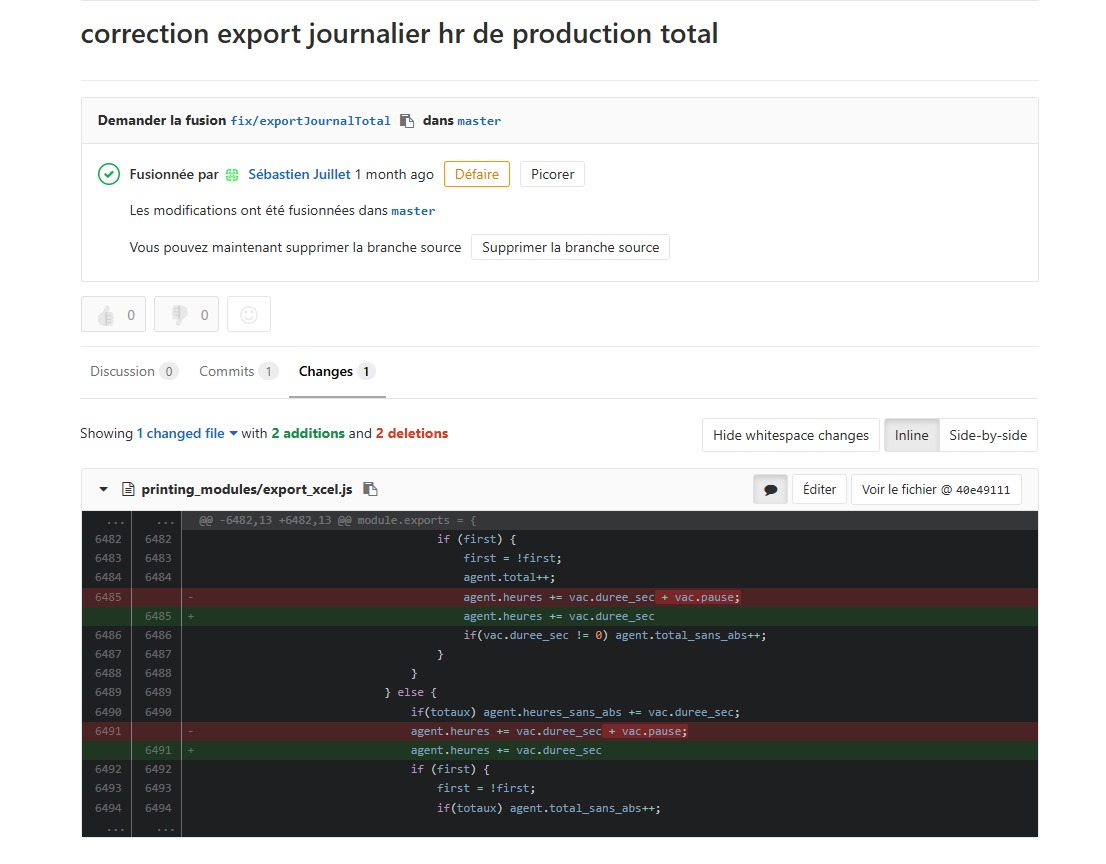 correction export journalier hr de production total
Demander la fusion fix/exportJournalTotal dans master
Fusionnée par Sébastien Juillet 1 month ago Défaire Picorer
Les modifications ont été fusionnées dans master
Vous pouvez maintenant supprimer la branche source Supprimer la branche source
0 0
Discussion 0 Commits 1 Changes 1
Showing 1 changed file with 2 additions and 2 deletions Hide whitespace changes Inline Side-by-side
printing_modules/export_xcel.js Éditer Voir le fichier @ 40e49111
... ... @@ -6482,13 +6482,13 @@ module.exports = {
6482 6482 if (first) {
6483 6483 first = !first;
6484 6484 agent.total++;
6485 - agent.heures += vac.duree_sec + vac.pause;
6485 + agent.heures += vac.duree_sec
6486 6486 if(vac.duree_sec != 0) agent.total_sans_abs++;
6487 6487 }
6488 6488 }
6489 6489 } else {
6490 6490 if(totaux) agent.heures_sans_abs += vac.duree_sec;
6491 - agent.heures += vac.duree_sec + vac.pause;
6491 + agent.heures += vac.duree_sec
6492 6492 if (first) {
6493 6493 first = !first;
6494 6494 if(totaux) agent.total_sans_abs++;
... ...